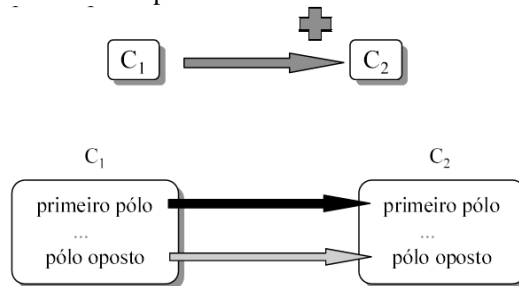 C₁ C₂
C₁ C₂
primeiro pólo primeiro pólo
... ...
pólo oposto pólo oposto